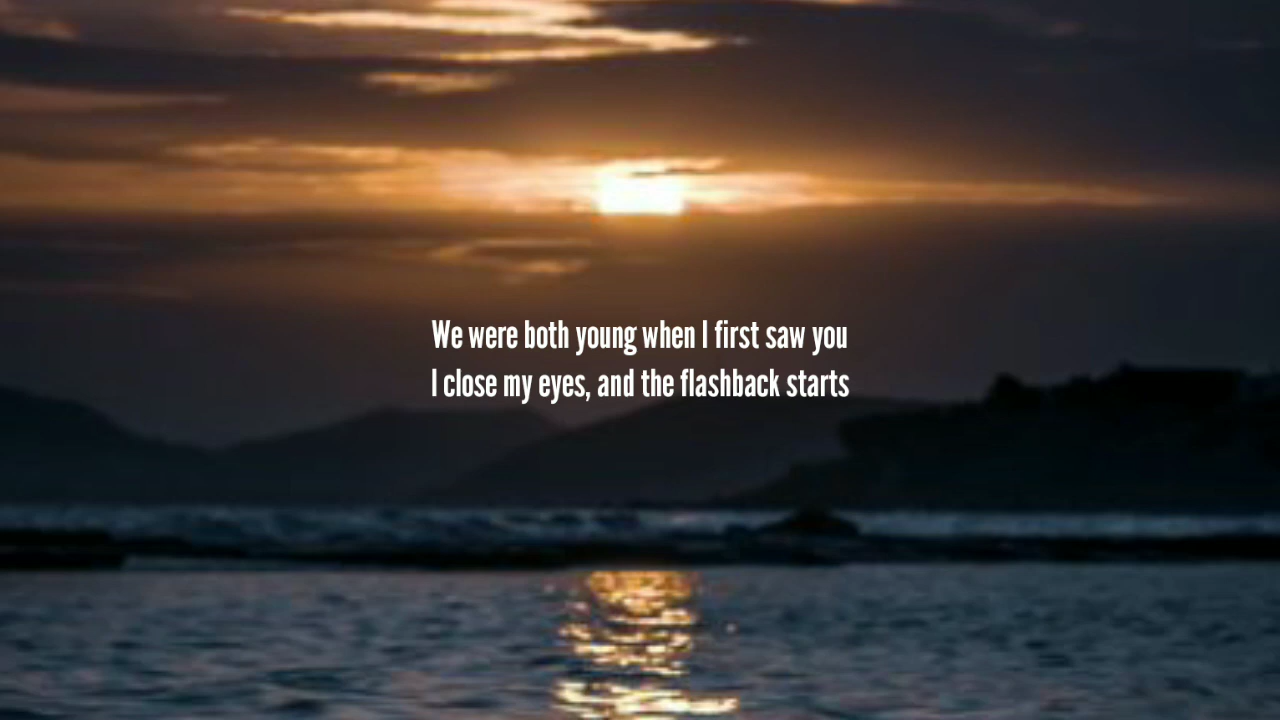 We were both young when I first saw you
I close my eyes, and the flashback starts